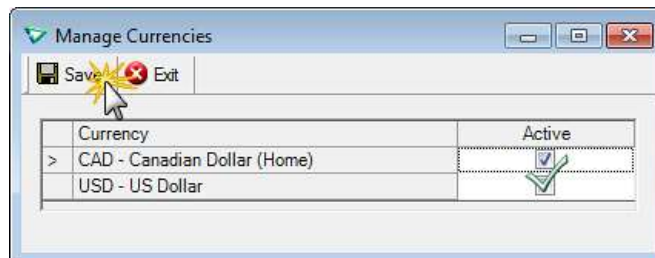 Manage Currencies
Save Exit
Currency Active
> CAD - Canadian Dollar (Home)
USD - US Dollar